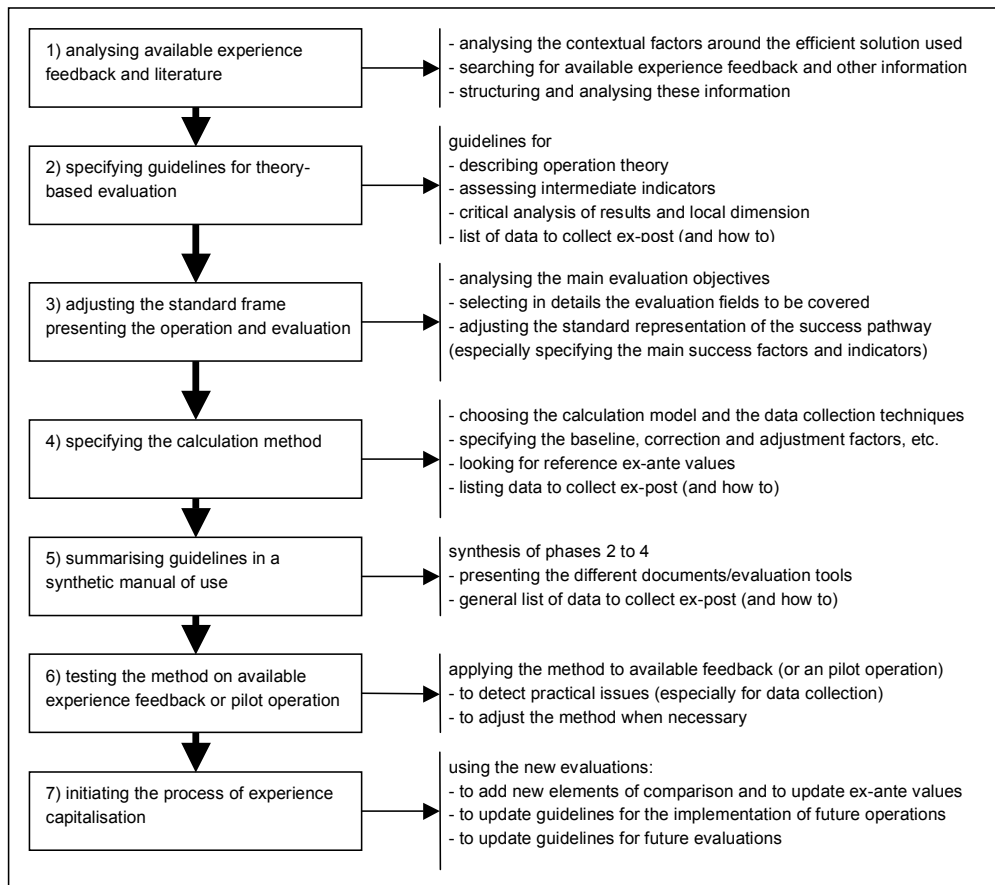 1) analysing available experience
feedback and literature
- analysing the contextual factors around the efficient solution used
- searching for available experience feedback and other information
- structuring and analysing these information
2) specifying guidelines for theory-
based evaluation
guidelines for
- describing operation theory
- assessing intermediate indicators
- critical analysis of results and local dimension
- list of data to collect ex-post (and how to)
3) adjusting the standard frame
presenting the operation and evaluation
- analysing the main evaluation objectives
- selecting in details the evaluation fields to be covered
- adjusting the standard representation of the success pathway
(especially specifying the main success factors and indicators)
4) specifying the calculation method
- choosing the calculation model and the data collection techniques
- specifying the baseline, correction and adjustment factors, etc.
- looking for reference ex-ante values
- listing data to collect ex-post (and how to)
5) summarising guidelines in a
synthetic manual of use
synthesis of phases 2 to 4
- presenting the different documents/evaluation tools
- general list of data to collect ex-post (and how to)
6) testing the method on available
experience feedback or pilot operation
applying the method to available feedback (or an pilot operation)
- to detect practical issues (especially for data collection)
- to adjust the method when necessary
7) initiating the process of experience
capitalisation
using the new evaluations:
- to add new elements of comparison and to update ex-ante values
- to update guidelines for the implementation of future operations
- to update guidelines for future evaluations